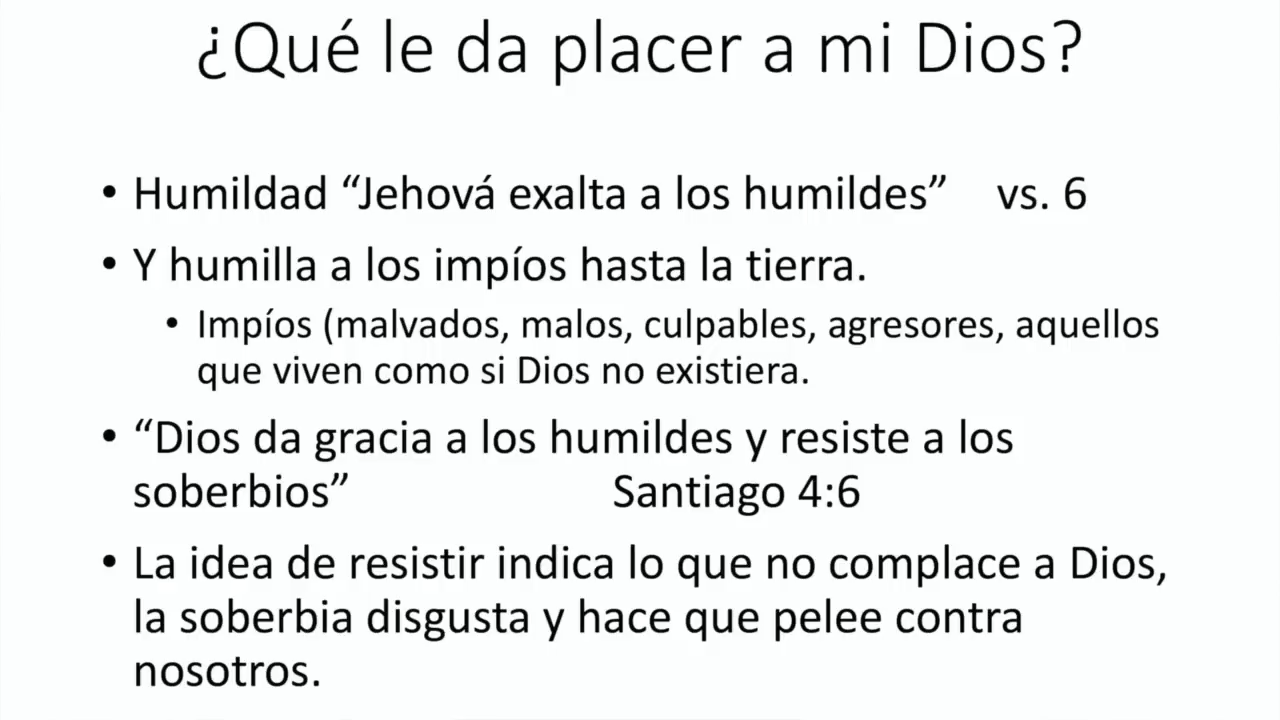 ¿Qué le da placer a mi Dios?
• Humildad “Jehová exalta a los humildes” vs. 6
• Y humilla a los impíos hasta la tierra.
• Impíos (malvados, malos, culpables, agresores, aquellos
que viven como si Dios no existiera.
• “Dios da gracia a los humildes y resiste a los
soberbios” Santiago 4:6
• La idea de resistir indica lo que no complace a Dios,
la soberbia disgusta y hace que pelee contra
nosotros.